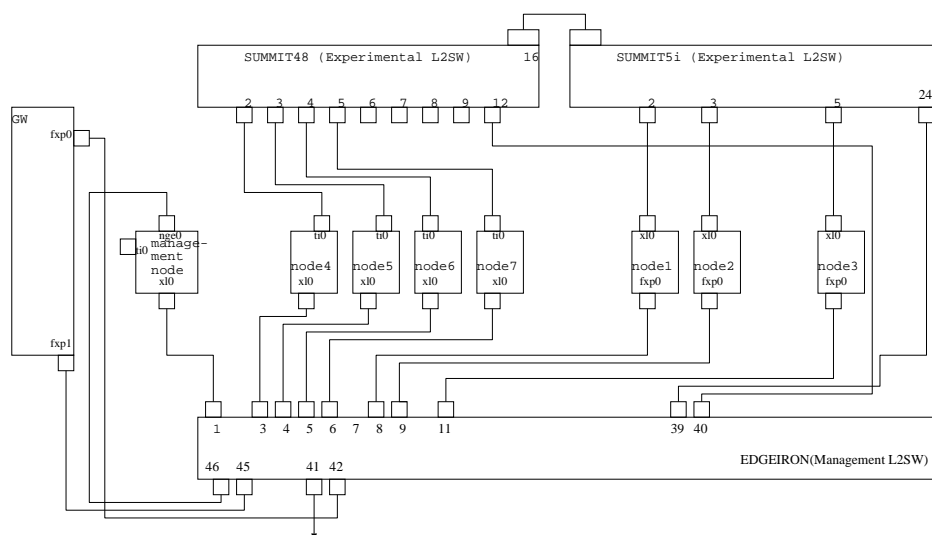 SUMMIT48 (Experimental L2SW)
16
SUMMIT5i (Experimental L2SW)
24
2 3 4 5 6 7 8 9 12
2 3 5
GW
fxp0
nge0
ti0
manage-
ment
node
xl0
ti0 ti0 ti0 ti0
node4 node5 node6 node7
xl0 xl0 xl0 xl0
xl0 xl0 xl0
node1 node2 node3
fxp0 fxp0 fxp0
fxp1
1 3 4 5 6 7 8 9 11 39 40
EDGEIRON(Management L2SW)
46 45 41 42